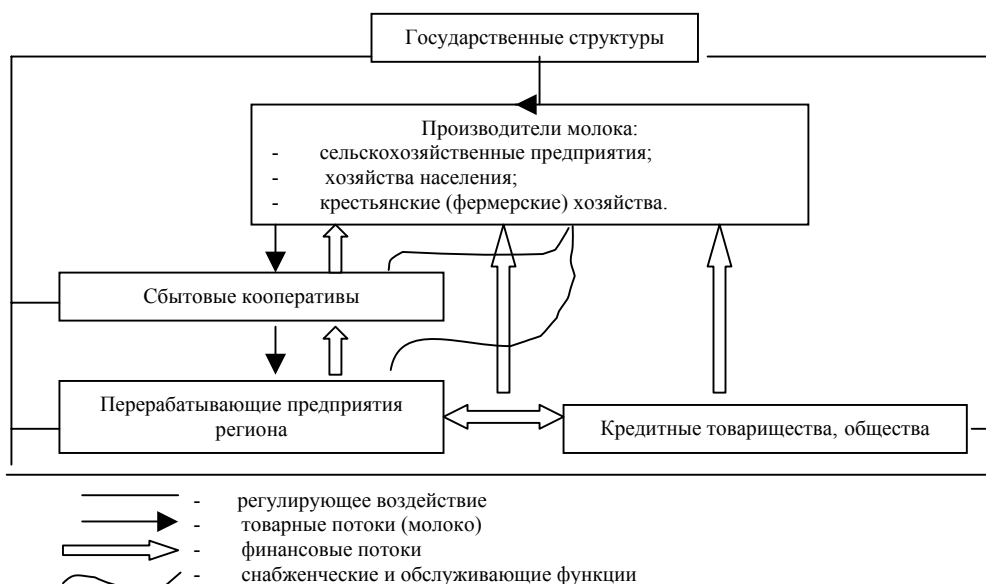 Государственные структуры
Производители молока:
- сельскохозяйственные предприятия;
- хозяйства населения;
- крестьянские (фермерские) хозяйства.
Сбытовые кооперативы
Перерабатывающие предприятия
региона
Кредитные товарищества, общества
- регулирующее воздействие
- товарные потоки (молоко)
- финансовые потоки
- снабженческие и обслуживающие функции